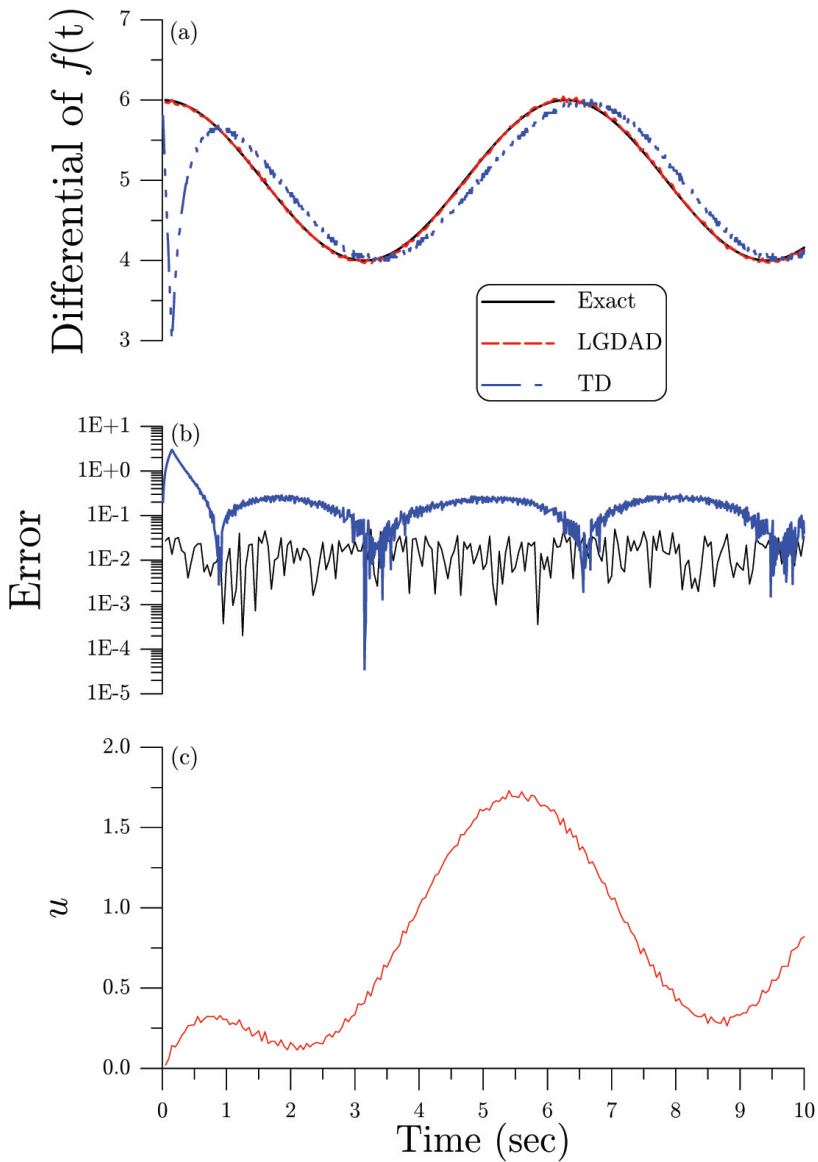 Differential of f(t)
(a)
7
6
5
4
3
Exact
LGDAD
TD
Error
(b)
1E+1
1E+0
1E-1
1E-2
1E-3
1E-4
1E-5
u
(c)
2.0
1.5
1.0
0.5
0.0
0 1 2 3 4 5 6 7 8 9 10
Time (sec)